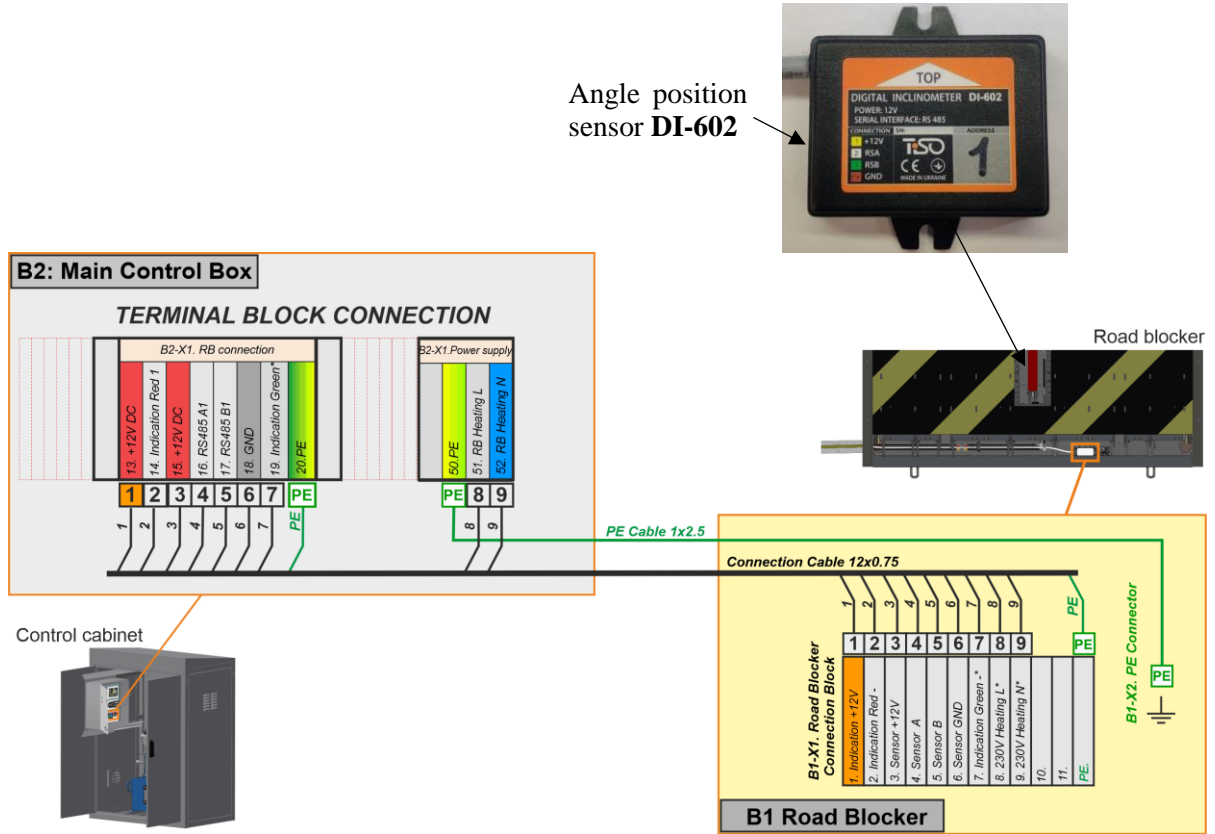 Angle position
sensor DI-602
TOP
DIGITAL INCLINOMETER DI-602
POWER: 12V
SERIAL INTERFACE: RS 485
CONNECTION
SN:
ADDRESS
1 +12V
2 RSA
RSB
GND
TiSO
CE
MADE IN UKRAINE
1
B2: Main Control Box
TERMINAL BLOCK CONNECTION
B2-X1. RB connection
13. +12V DC
14. Indication Red 1
15. +12V DC
16. RS485 A1
17. RS485 B1
18. GND
19. Indication Green*
20.PE
1 2 3 4 5 6 7 PE
1 2 3 4 5 6 7 PE
B2-X1.Power supply
50.PE
51. RB Heating L
52. RB Heating N
PE 8 9
8 9
Road blocker
PE Cable 1x2.5
Connection Cable 12x0.75
1 2 3 4 5 6 7 8 9 PE
1 2 3 4 5 6 7 8 9 PE
B1-X1. Road Blocker
Connection Block
1. Indication +12V
2. Indication Red -
3. Sensor +12V
4. Sensor A
5. Sensor B
6. Sensor GND
7. Indication Green -*
8. 230V Heating L*
9. 230V Heating N*
10.
11.
PE.
B1-X2. PE Connector
PE
B1 Road Blocker
Control cabinet